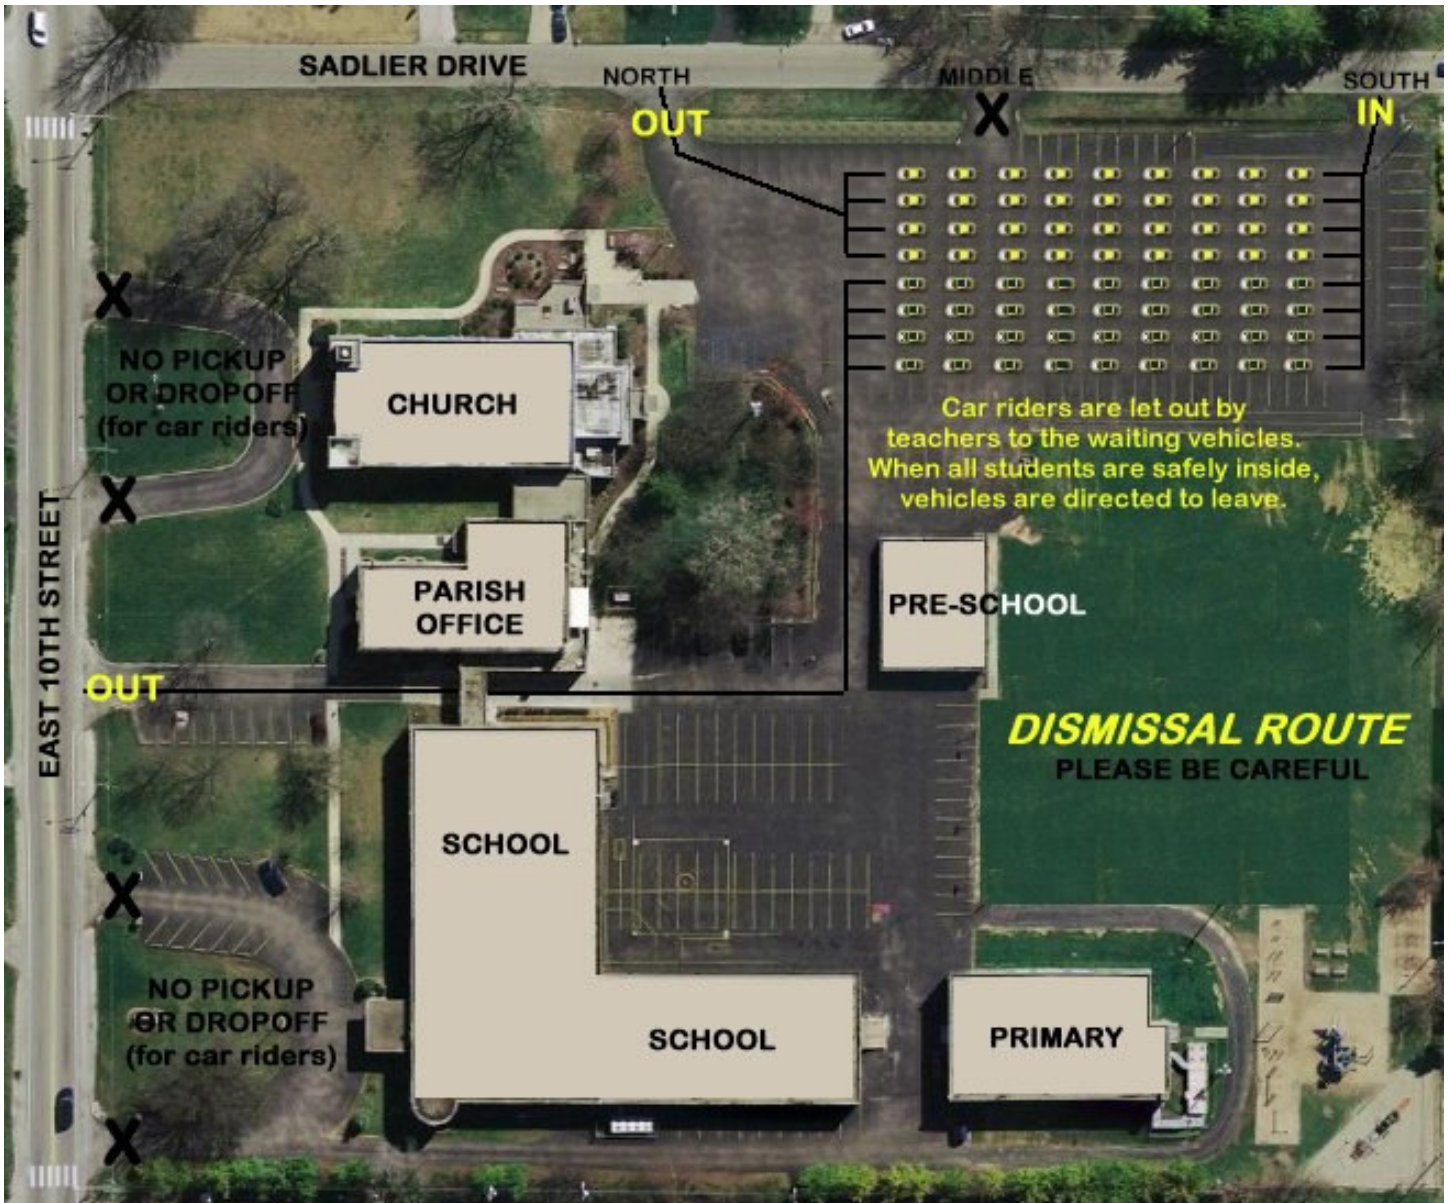 SADLIER DRIVE
NORTH
MIDDLE
SOUTH
OUT
X
IN
X
NO PICKUP
OR DROPOFF
(for car riders)
CHURCH
Car riders are let out by
teachers to the waiting vehicles.
When all students are safely inside,
vehicles are directed to leave.
X
EAST 10TH STREET
PARISH
OFFICE
PRE-SCHOOL
OUT
DISMISSAL ROUTE
PLEASE BE CAREFUL
SCHOOL
X
NO PICKUP
OR DROPOFF
(for car riders)
SCHOOL
PRIMARY
X